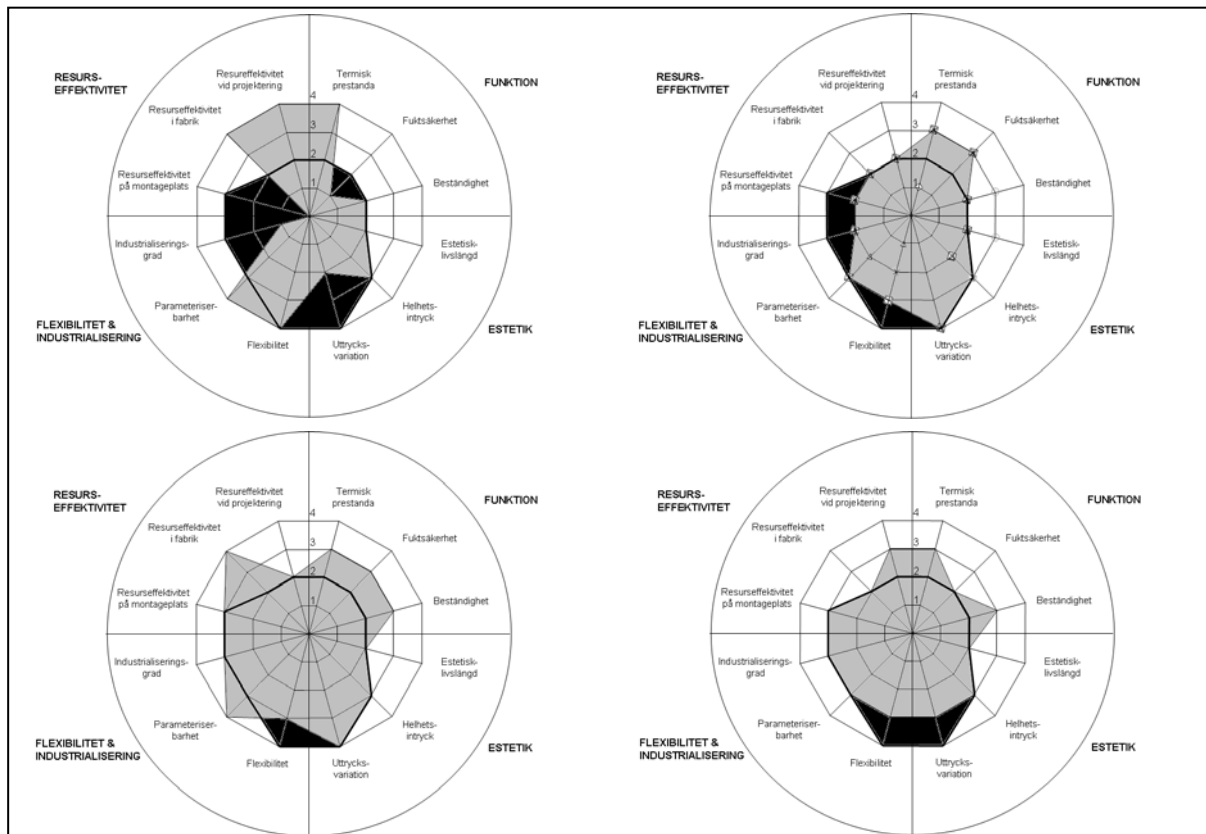 RESURS-
EFFEKTIVITET
Resureffektivitet
vid projektering
Termisk
prestanda
FUNKTION
Resurseffektivitet
i fabrik
Fuktsäkerhet
4
3
2
1
Resurseffektivitet
på montageplats
Beständighet
Industrialiserings-
grad
Estetisk-
livslängd
Parameteriser-
barhet
Helhets-
intryck
FLEXIBILITET &
INDUSTRIALISERING
Flexibilitet
Uttrycks-
variation
ESTETIK
RESURS-
EFFEKTIVITET
Resureffektivitet
vid projektering
Termisk
prestanda
FUNKTION
Resurseffektivitet
i fabrik
Fuktsäkerhet
4
3
2
1
Resurseffektivitet
på montageplats
Beständighet
Industrialiserings-
grad
Estetisk-
livslängd
Parameteriser-
barhet
Helhets-
intryck
FLEXIBILITET &
INDUSTRIALISERING
Flexibilitet
Uttrycks-
variation
ESTETIK
RESURS-
EFFEKTIVITET
Resureffektivitet
vid projektering
Termisk
prestanda
FUNKTION
Resurseffektivitet
i fabrik
Fuktsäkerhet
4
3
2
1
Resurseffektivitet
på montageplats
Beständighet
Industrialiserings-
grad
Estetisk-
livslängd
Parameteriser-
barhet
Helhets-
intryck
FLEXIBILITET &
INDUSTRIALISERING
Flexibilitet
Uttrycks-
variation
ESTETIK
RESURS-
EFFEKTIVITET
Resureffektivitet
vid projektering
Termisk
prestanda
FUNKTION
Resurseffektivitet
i fabrik
Fuktsäkerhet
4
3
2
1
Resurseffektivitet
på montageplats
Beständighet
Industrialiserings-
grad
Estetisk-
livslängd
Parameteriser-
barhet
Helhets-
intryck
FLEXIBILITET &
INDUSTRIALISERING
Flexibilitet
Uttrycks-
variation
ESTETIK